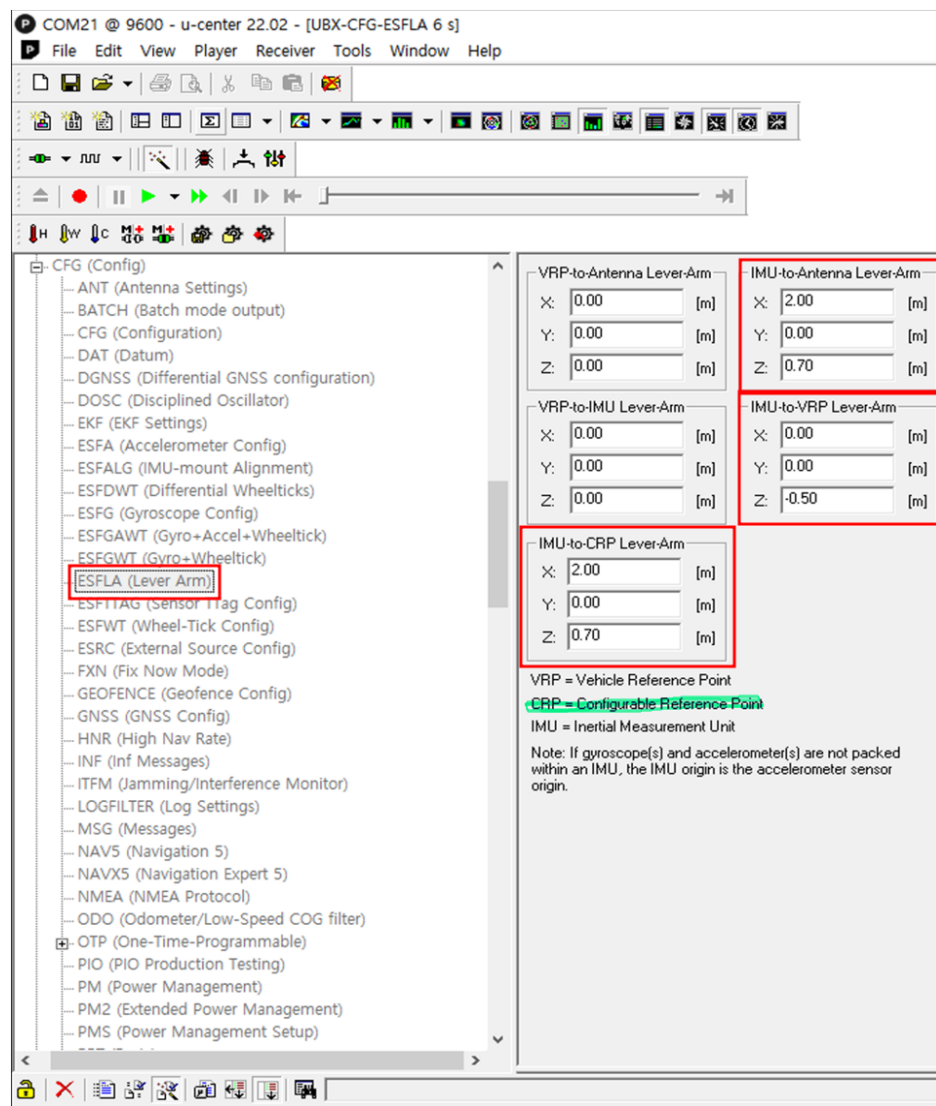 COM21 @ 9600 - u-center 22.02 - [UBX-CFG-ESFLA 6 s]
File Edit View Player Receiver Tools Window Help
CFG (Config)
ANT (Antenna Settings)
BATCH (Batch mode output)
CFG (Configuration)
DAT (Datum)
DGNSS (Differential GNSS configuration)
DOSC (Disciplined Oscillator)
EKF (EKF Settings)
ESFA (Accelerometer Config)
ESFALG (IMU-mount Alignment)
ESFDWT (Differential Wheelticks)
ESFG (Gyroscope Config)
ESFGAWT (Gyro+Accel+Wheeltick)
ESFGWT (Gyro+Wheeltick)
ESFLA (Lever Arm)
ESFTTAG (Sensor TTag Config)
ESFWT (Wheel-Tick Config)
ESRC (External Source Config)
FXN (Fix Now Mode)
GEOFENCE (Geofence Config)
GNSS (GNSS Config)
HNR (High Nav Rate)
INF (Inf Messages)
ITFM (Jamming/Interference Monitor)
LOGFILTER (Log Settings)
MSG (Messages)
NAV5 (Navigation 5)
NAVX5 (Navigation Expert 5)
NMEA (NMEA Protocol)
ODO (Odometer/Low-Speed COG filter)
OTP (One-Time-Programmable)
PIO (PIO Production Testing)
PM (Power Management)
PM2 (Extended Power Management)
PMS (Power Management Setup)
VRP-to-Antenna Lever-Arm
X: 0.00 [m]
Y: 0.00 [m]
Z: 0.00 [m]
IMU-to-Antenna Lever-Arm
X: 2.00 [m]
Y: 0.00 [m]
Z: 0.70 [m]
VRP-to-IMU Lever-Arm
X: 0.00 [m]
Y: 0.00 [m]
Z: 0.00 [m]
IMU-to-VRP Lever-Arm
X: 0.00 [m]
Y: 0.00 [m]
Z: -0.50 [m]
IMU-to-CRP Lever-Arm
X: 2.00 [m]
Y: 0.00 [m]
Z: 0.70 [m]
VRP = Vehicle Reference Point
CRP = Configurable Reference Point
IMU = Inertial Measurement Unit
Note: If gyroscope(s) and accelerometer(s) are not packed
within an IMU, the IMU origin is the accelerometer sensor
origin.